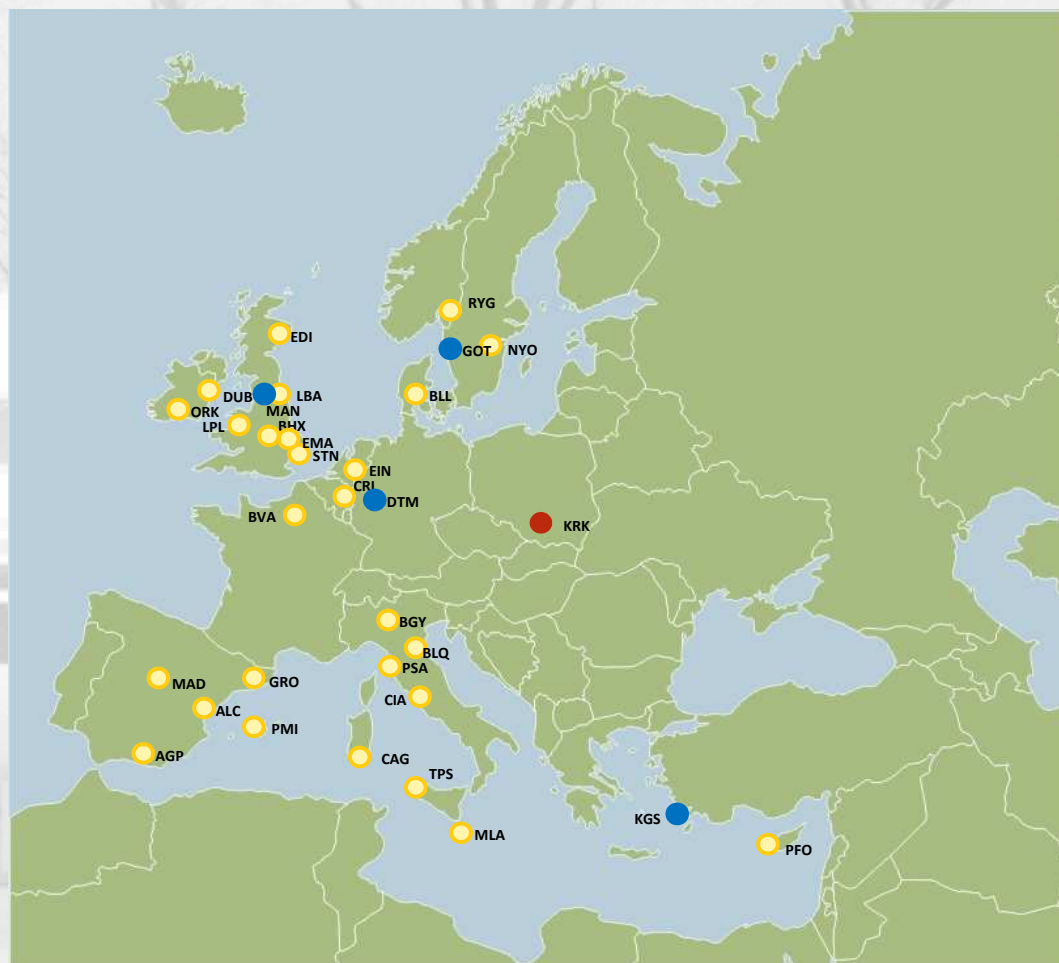 RYG
EDI
GOT
NYO
DUB
LBA
BLL
ORK
MAN
LPL
BHX
EMA
STN
EIN
CRL
DTM
BVA
KRK
BGY
BLQ
PSA
MAD
GRO
CIA
ALC
PMI
AGP
CAG
TPS
KGS
MLA
PFO